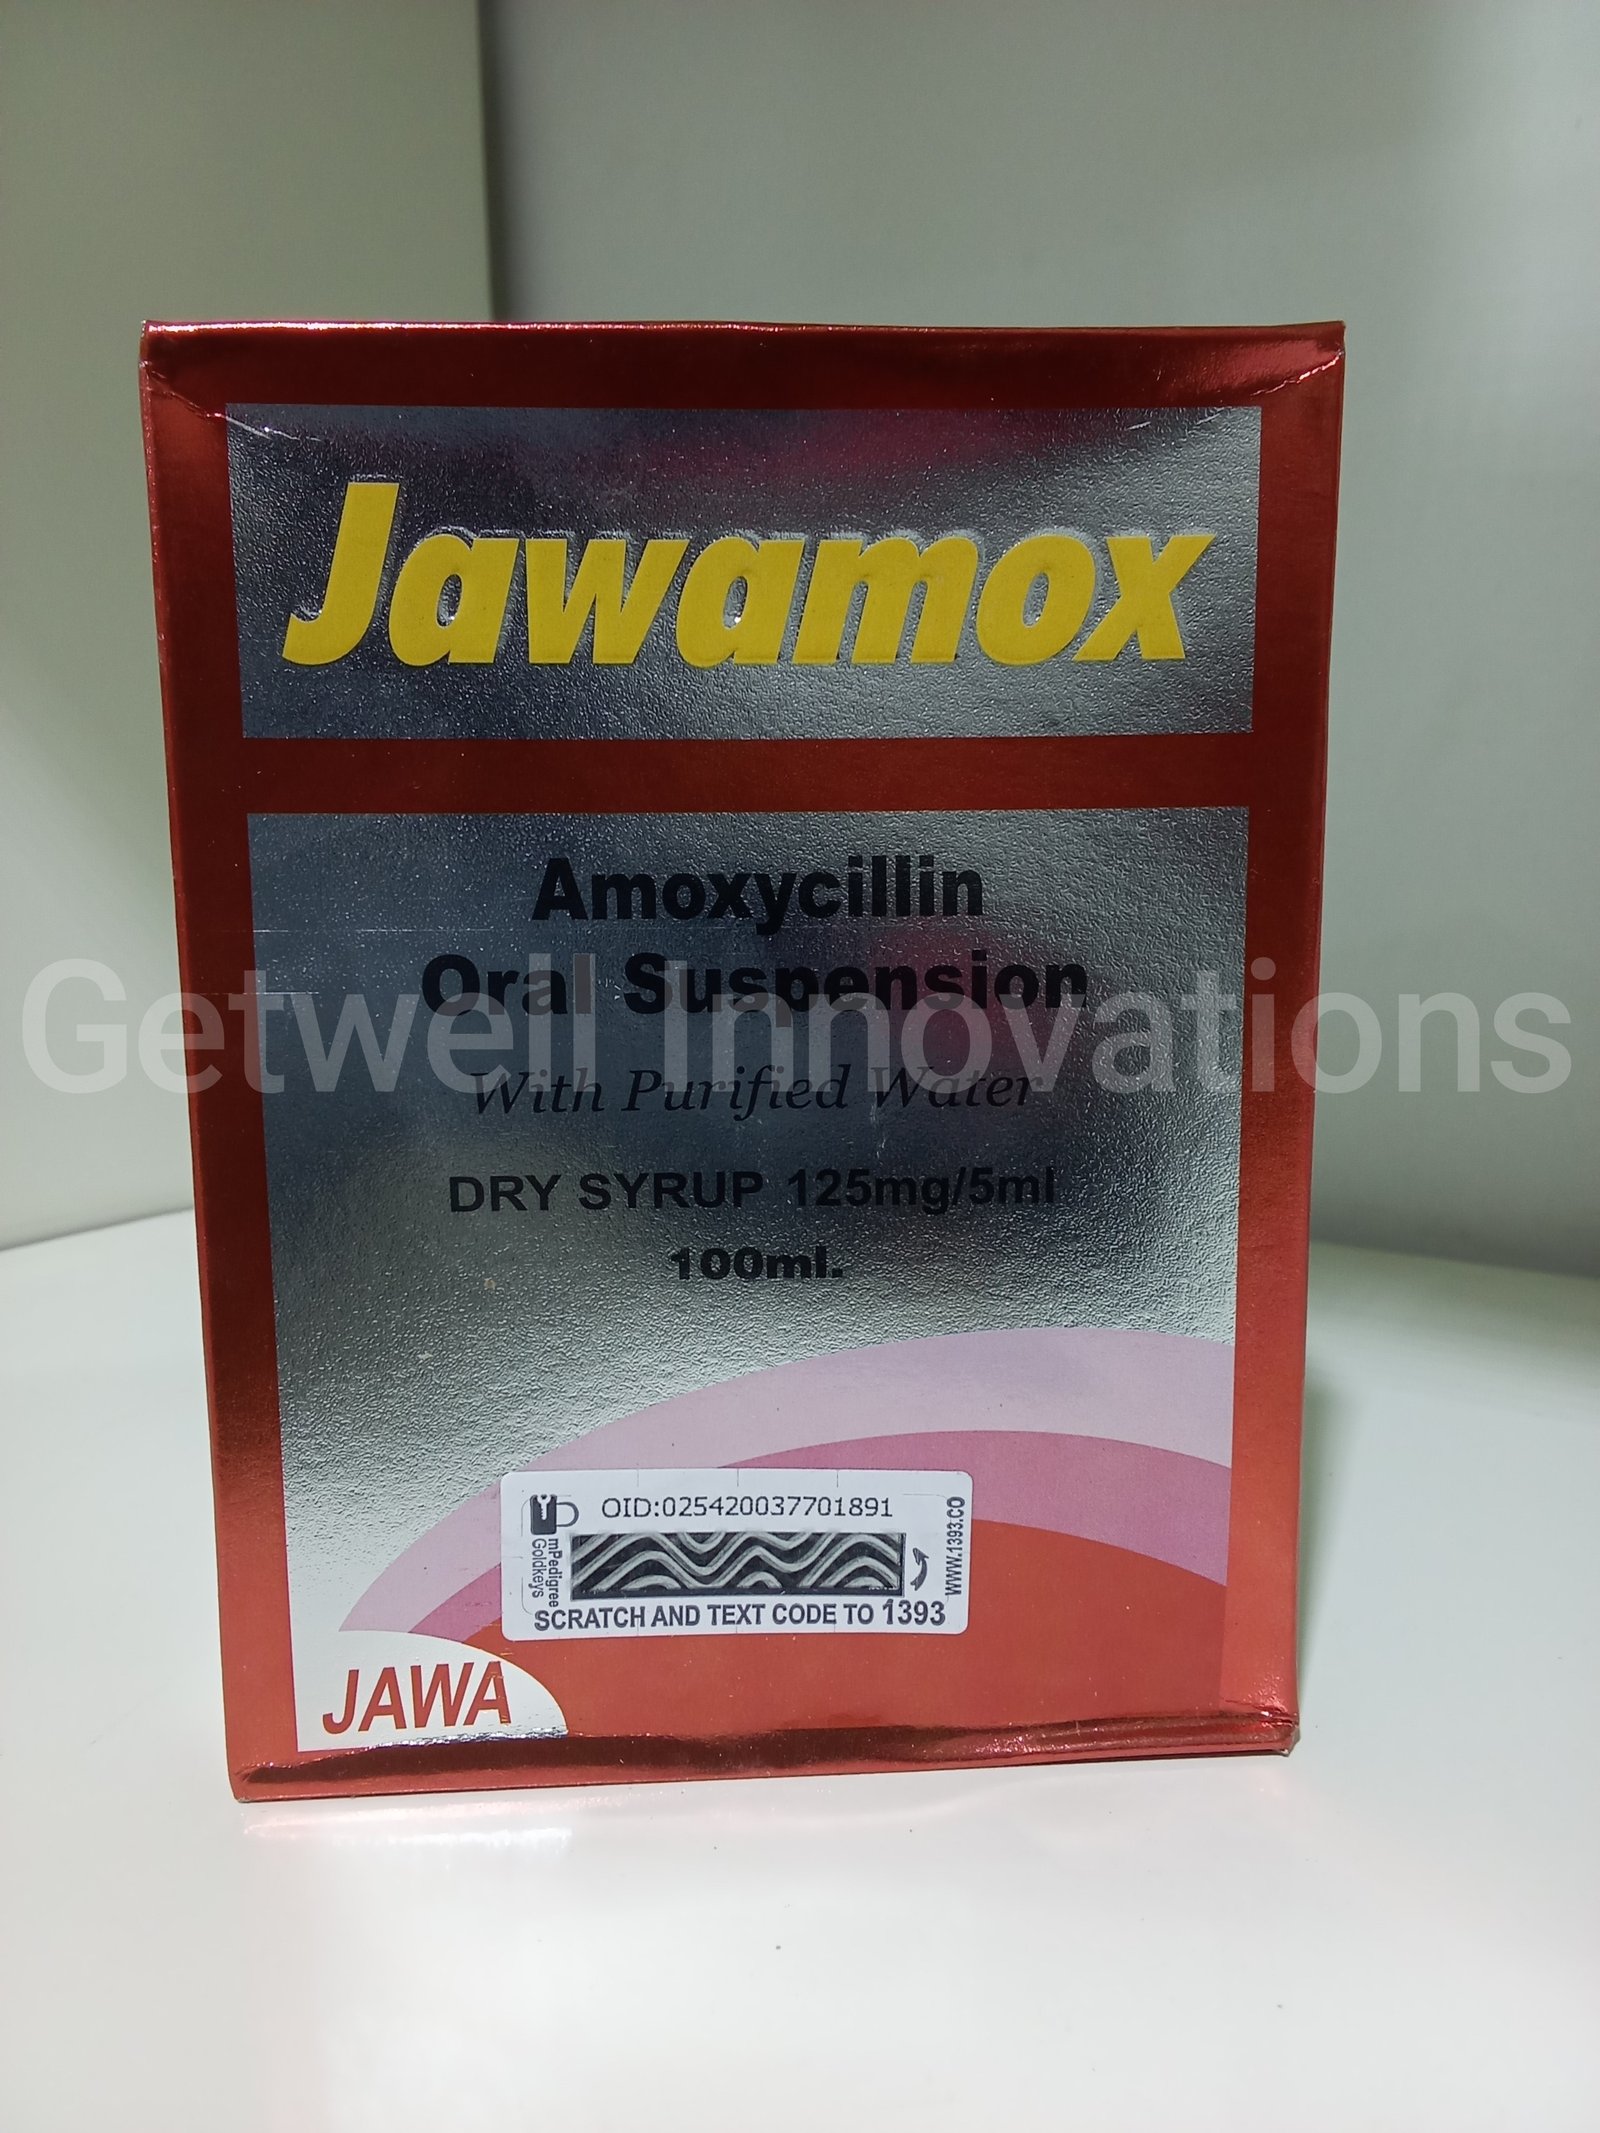 Jawamox
Amoxycillin
Oral Suspension
Getwell Innovations
With Purified Water
DRY SYRUP 125mg/5ml
100ml.
OID:025420037701891
mPedigree
Goldkeys
WWW.1393.CO
SCRATCH AND TEXT CODE TO 1393
JAWA